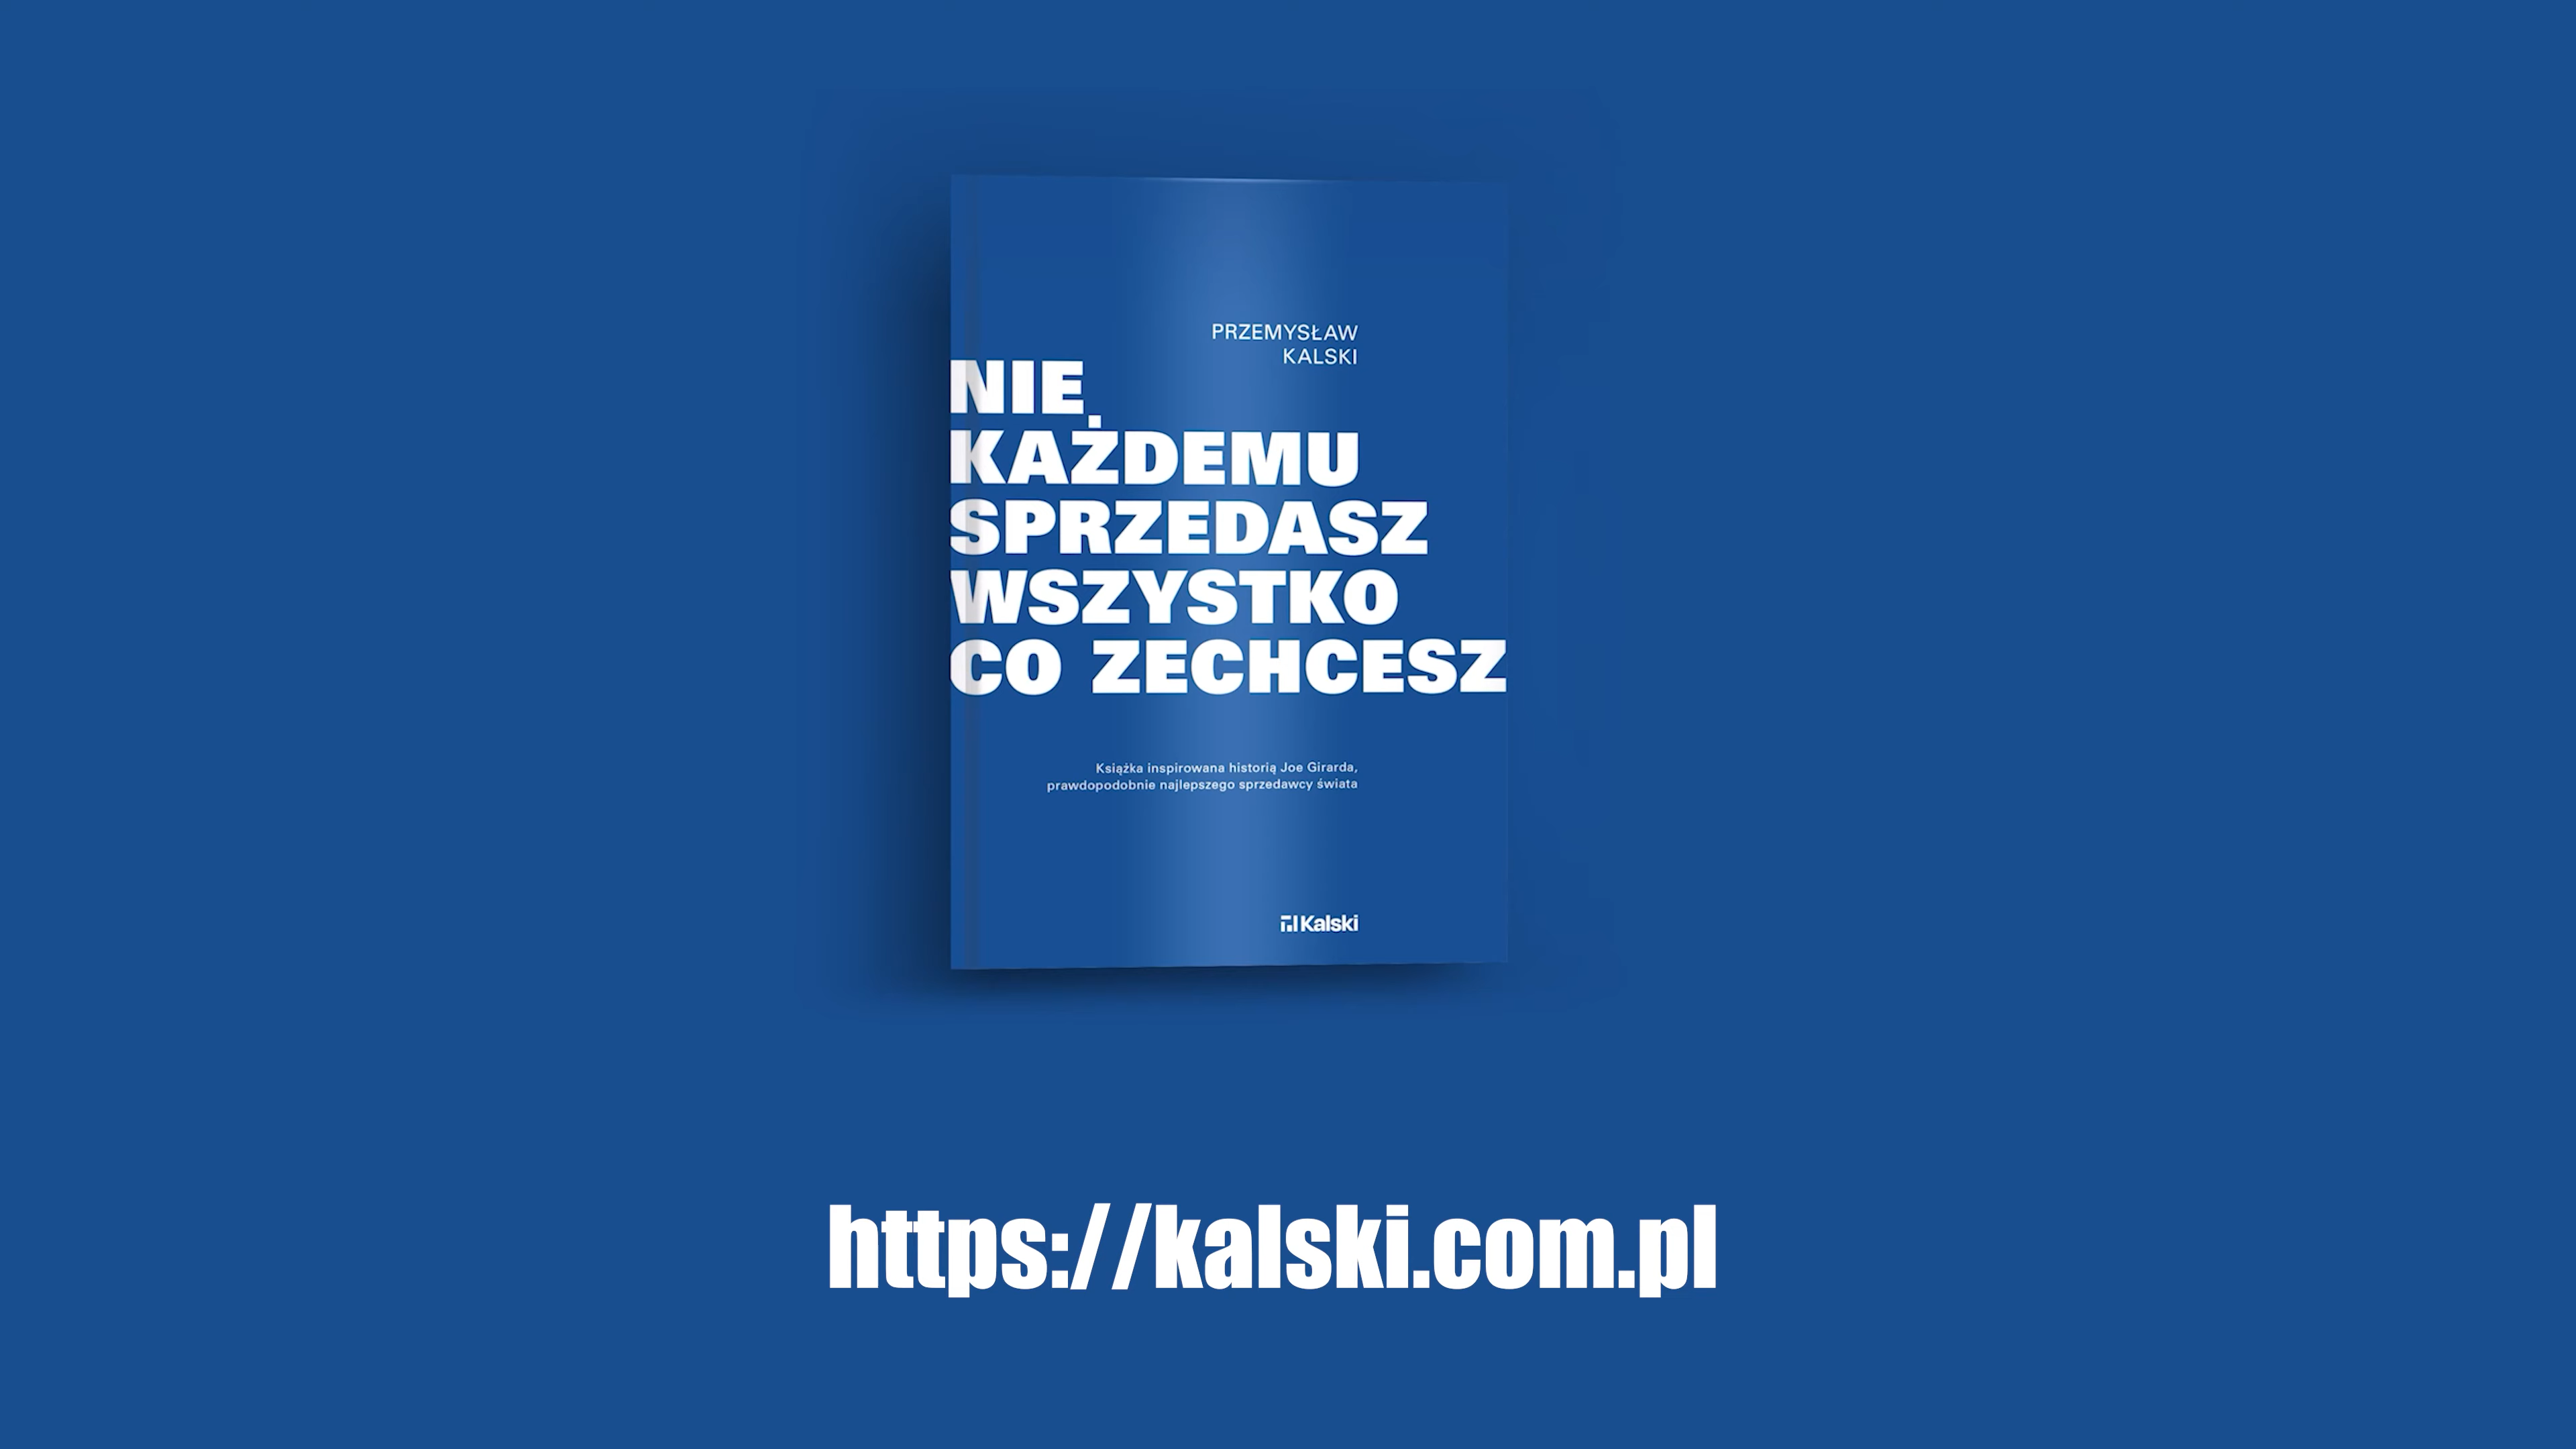 PRZEMYSŁAW
KALSKI
NIE
KAŻDEMU
SPRZEDASZ
WSZYSTKO
CO ZECHCESZ
Książka inspirowana historią Joe Girarda,
prawdopodobnie najlepszego sprzedawcy świata
Kalski
https://kalski.com.pl